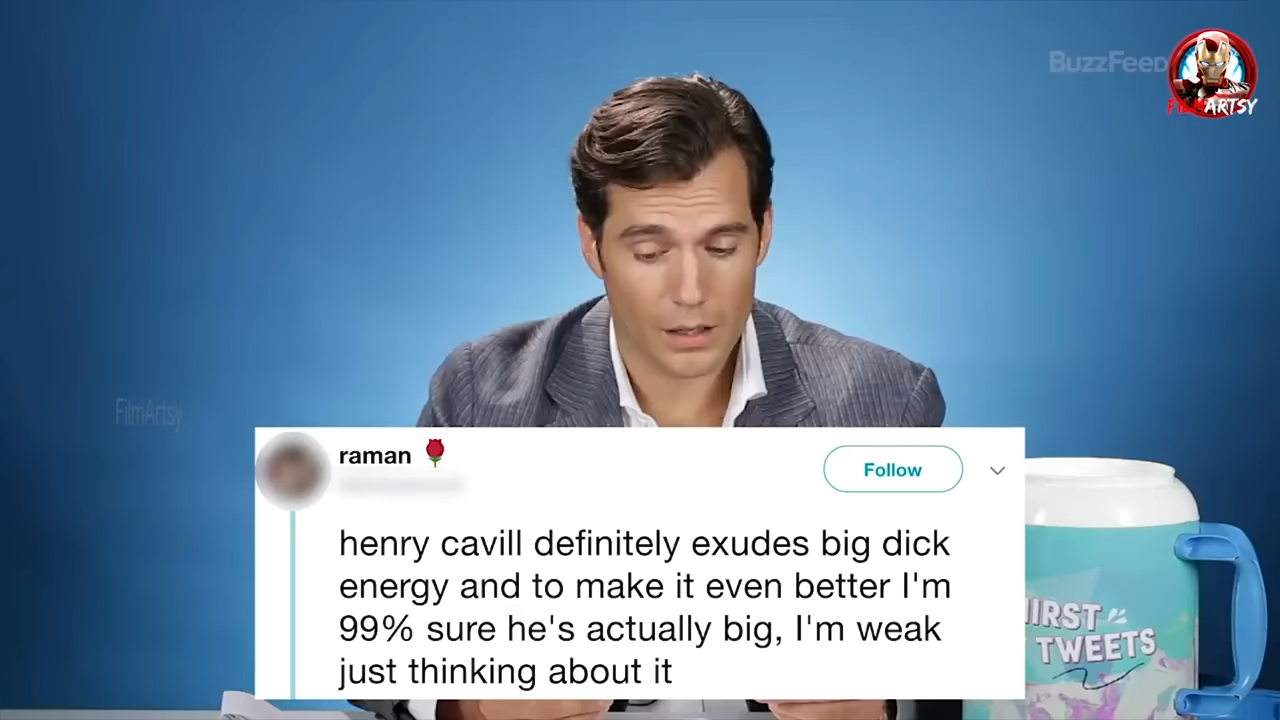 BuzzFeed
FILMARTSY
FilmArtsy
raman
Follow
henry cavill definitely exudes big dick
energy and to make it even better I'm
99% sure he's actually big, I'm weak
just thinking about it
HIRST
TWEETS